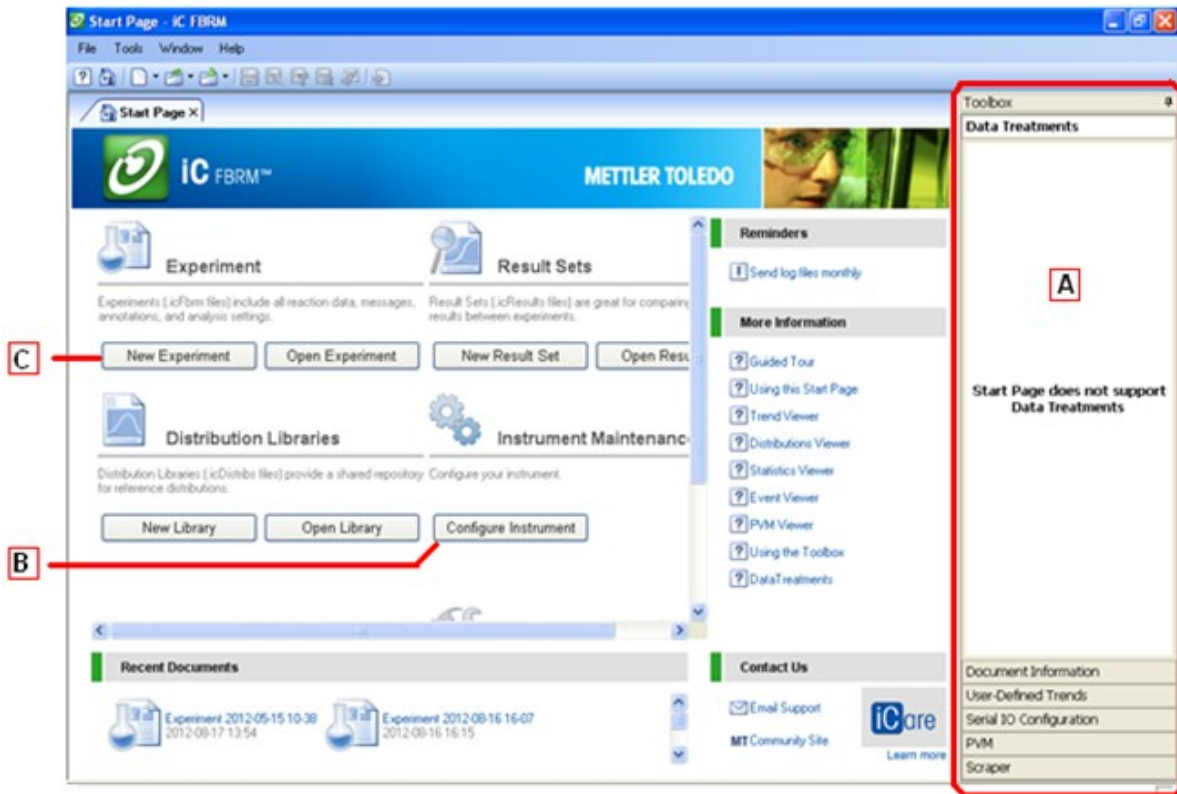 Start Page - iC FBRM
File Tools Window Help
Start Page
iC FBRM™
METTLER TOLEDO
Experiment
Experiments (.icFbrm files) include all reaction data, messages,
annotations, and analysis settings.
New Experiment
Open Experiment
Result Sets
Result Sets (.icResults files) are great for comparing
results between experiments.
New Result Set
Open Resu
C
Distribution Libraries
Distribution Libraries (.icDistribs files) provide a shared repository
for reference distributions.
New Library
Open Library
Instrument Maintenanc
Configure your instrument.
Configure Instrument
B
Reminders
Send log files monthly
More Information
Guided Tour
Using this Start Page
Trend Viewer
Distributions Viewer
Statistics Viewer
Event Viewer
PVM Viewer
Using the Toolbox
DataTreatments
Recent Documents
Experiment 2012-05-15 10-38
2012-08-17 13:54
Experiment 2012-08-16 16-07
2012-08-16 16:15
Contact Us
Email Support
MT Community Site
iCare
Learn more
Toolbox
Data Treatments
A
Start Page does not support
Data Treatments
Document Information
User-Defined Trends
Serial IO Configuration
PVM
Scraper